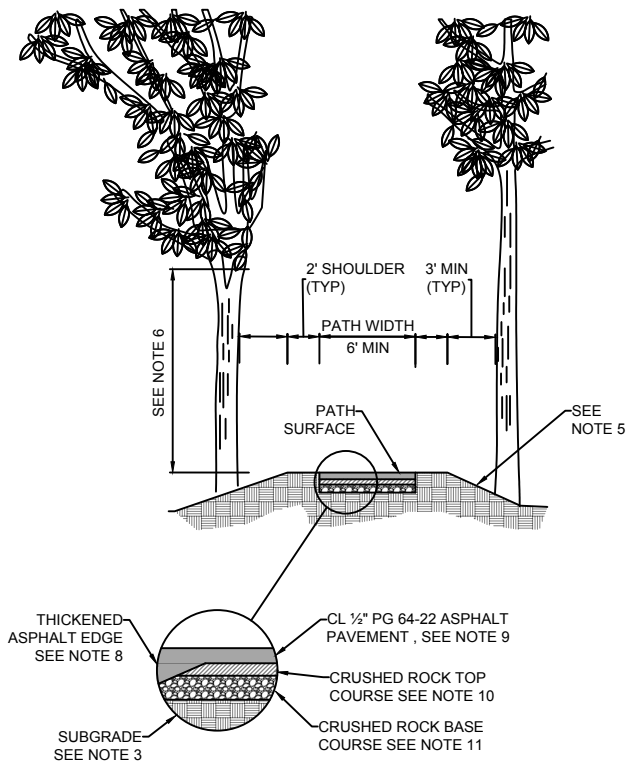 2' SHOULDER
(TYP)
3' MIN
(TYP)
PATH WIDTH
6' MIN
SEE NOTE 6
PATH
SURFACE
SEE
NOTE 5
THICKENED
ASPHALT EDGE
SEE NOTE 8
CL ½" PG 64-22 ASPHALT
PAVEMENT , SEE NOTE 9
CRUSHED ROCK TOP
COURSE SEE NOTE 10
CRUSHED ROCK BASE
COURSE SEE NOTE 11
SUBGRADE
SEE NOTE 3